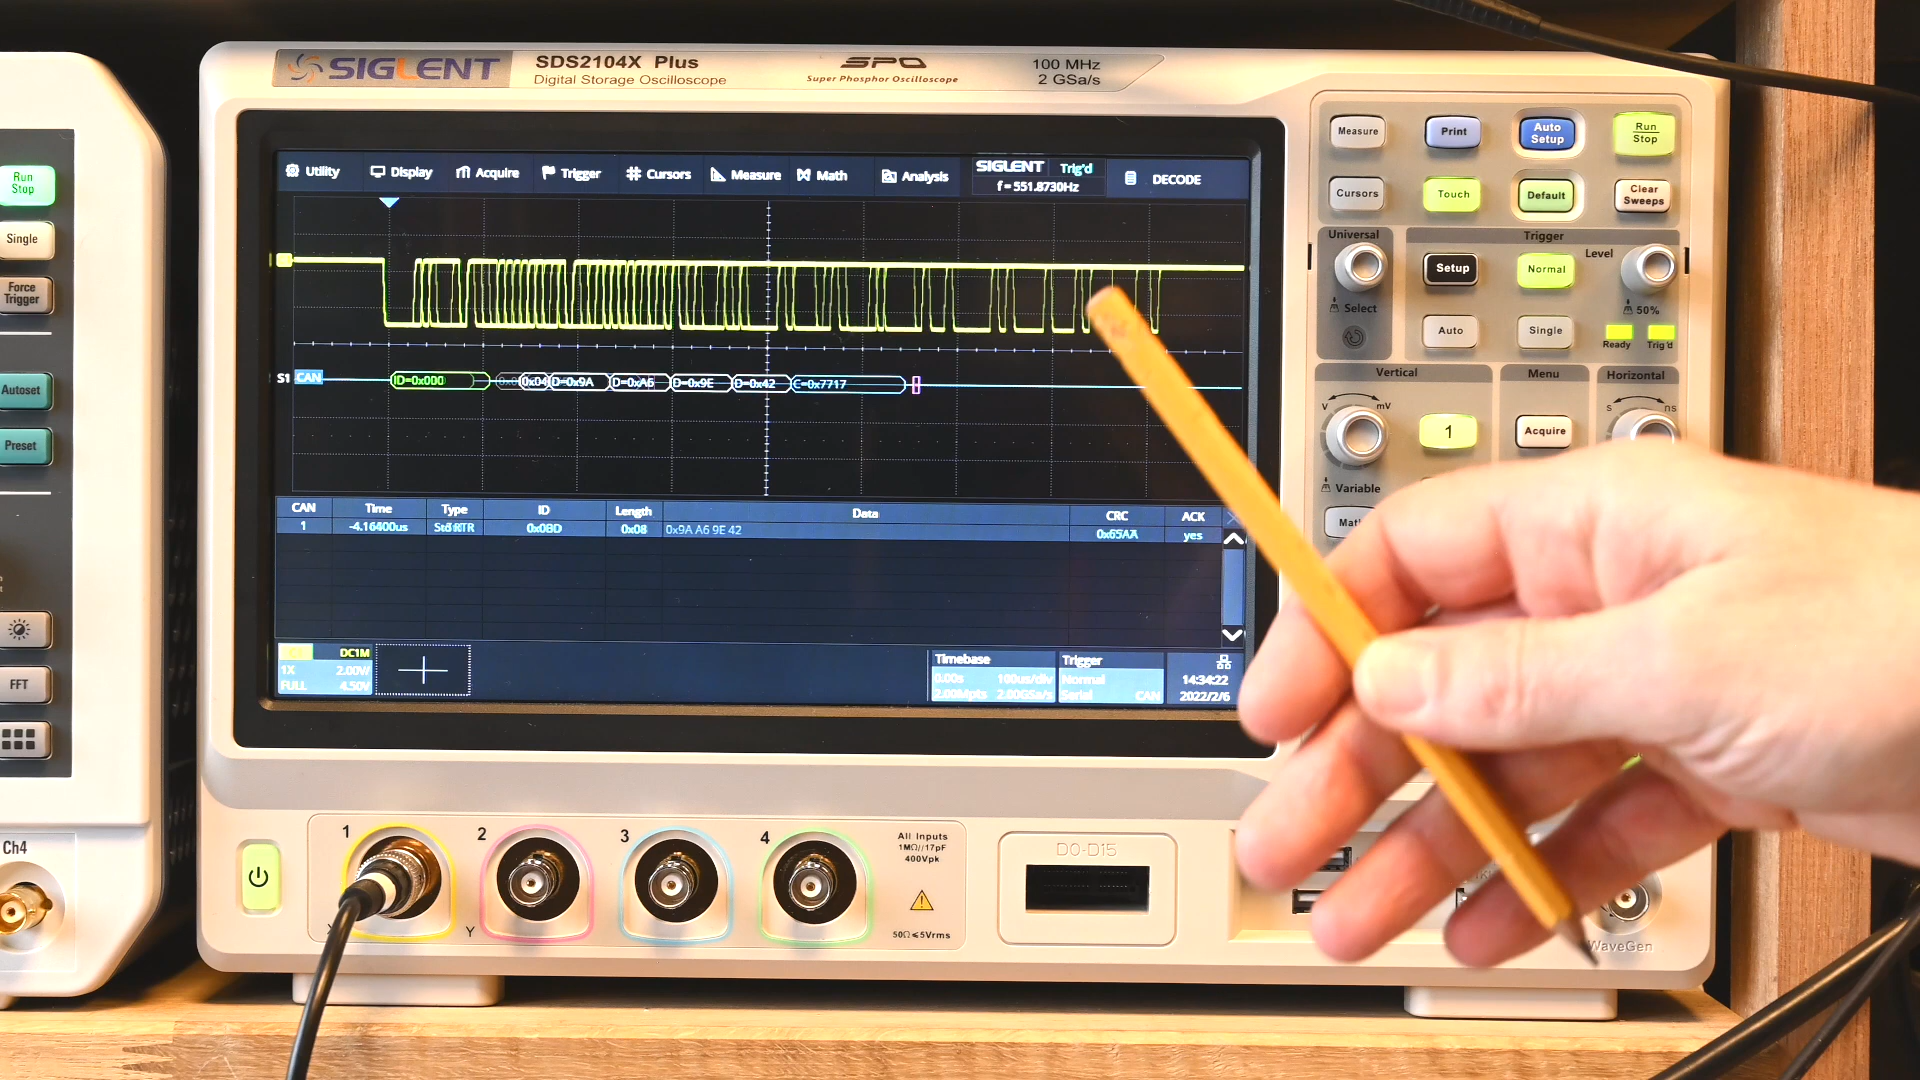 SIGLENT
SDS2104X Plus
Digital Storage Oscilloscope
SPO
Super Phosphor Oscilloscope
100 MHz
2 GSa/s
Utility
Display
Acquire
Trigger
Cursors
Measure
Math
Analysis
SIGLENT
Trig'd
f = 551.8730Hz
DECODE
S1
CAN
ID=0x000
0x04
D=0x9A
D=0xA6
D=0x9E
D=0x42
C=0x7717
CAN Time Type ID Length Data CRC ACK
1 -4.16400us 0x0BD 0x08 0x9A A6 9E 42 yes
DC1M
1X 2.00V/
FULL 4.50V
Timebase
0.00s 100us/div
2.00Mpts 2.00GSa/s
Trigger
Normal
Serial CAN
14:34:22
2022/2/6
Measure
Print
Auto
Setup
Run
Stop
Cursors
Touch
Default
Clear
Sweeps
Universal
Select
Trigger
Setup
Normal
Level
50%
Auto
Single
Ready
Trig'd
Vertical
V
mV
1
Variable
Menu
Acquire
Horizontal
s
ns
1
2
3
4
X
Y
All Inputs
1MΩ//17pF
400Vpk
50Ω≤5Vrms
D0-D15
WaveGen
Run
Stop
Single
Force
Trigger
Autoset
Preset
FFT
Ch4